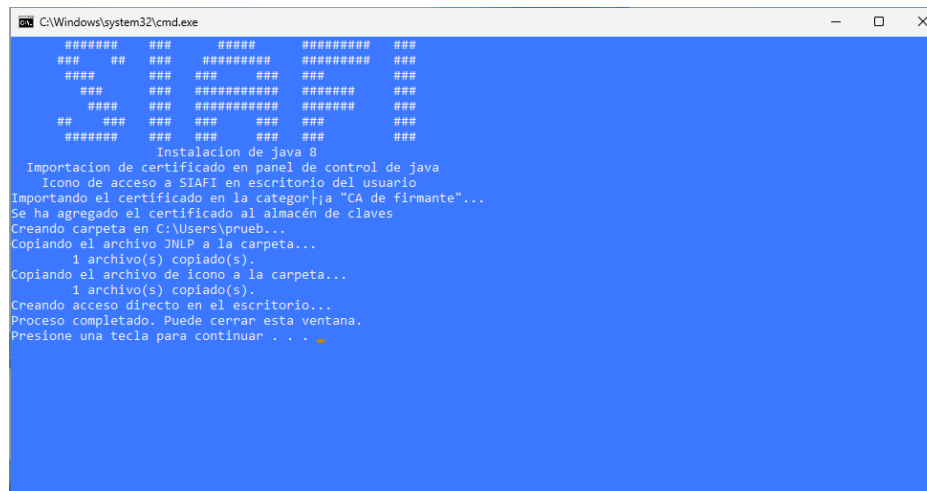 C:\Windows\system32\cmd.exe
#######   ###      #####      #########   ###
###    ##   ###    #########    #########   ###
####       ###   ###     ###   ###         ###
###      ###   ###########   #######     ###
####    ###   ###########   #######     ###
##    ###   ###   ###     ###   ###         ###
#######   ###   ###     ###   ###         ###
Instalacion de java 8
Importacion de certificado en panel de control de java
Icono de acceso a SIAFI en escritorio del usuario
Importando el certificado en la categor├¡a "CA de firmante"...
Se ha agregado el certificado al almacén de claves
Creando carpeta en C:\Users\prueb...
Copiando el archivo JNLP a la carpeta...
1 archivo(s) copiado(s).
Copiando el archivo de icono a la carpeta...
1 archivo(s) copiado(s).
Creando acceso directo en el escritorio...
Proceso completado. Puede cerrar esta ventana.
Presione una tecla para continuar . . .